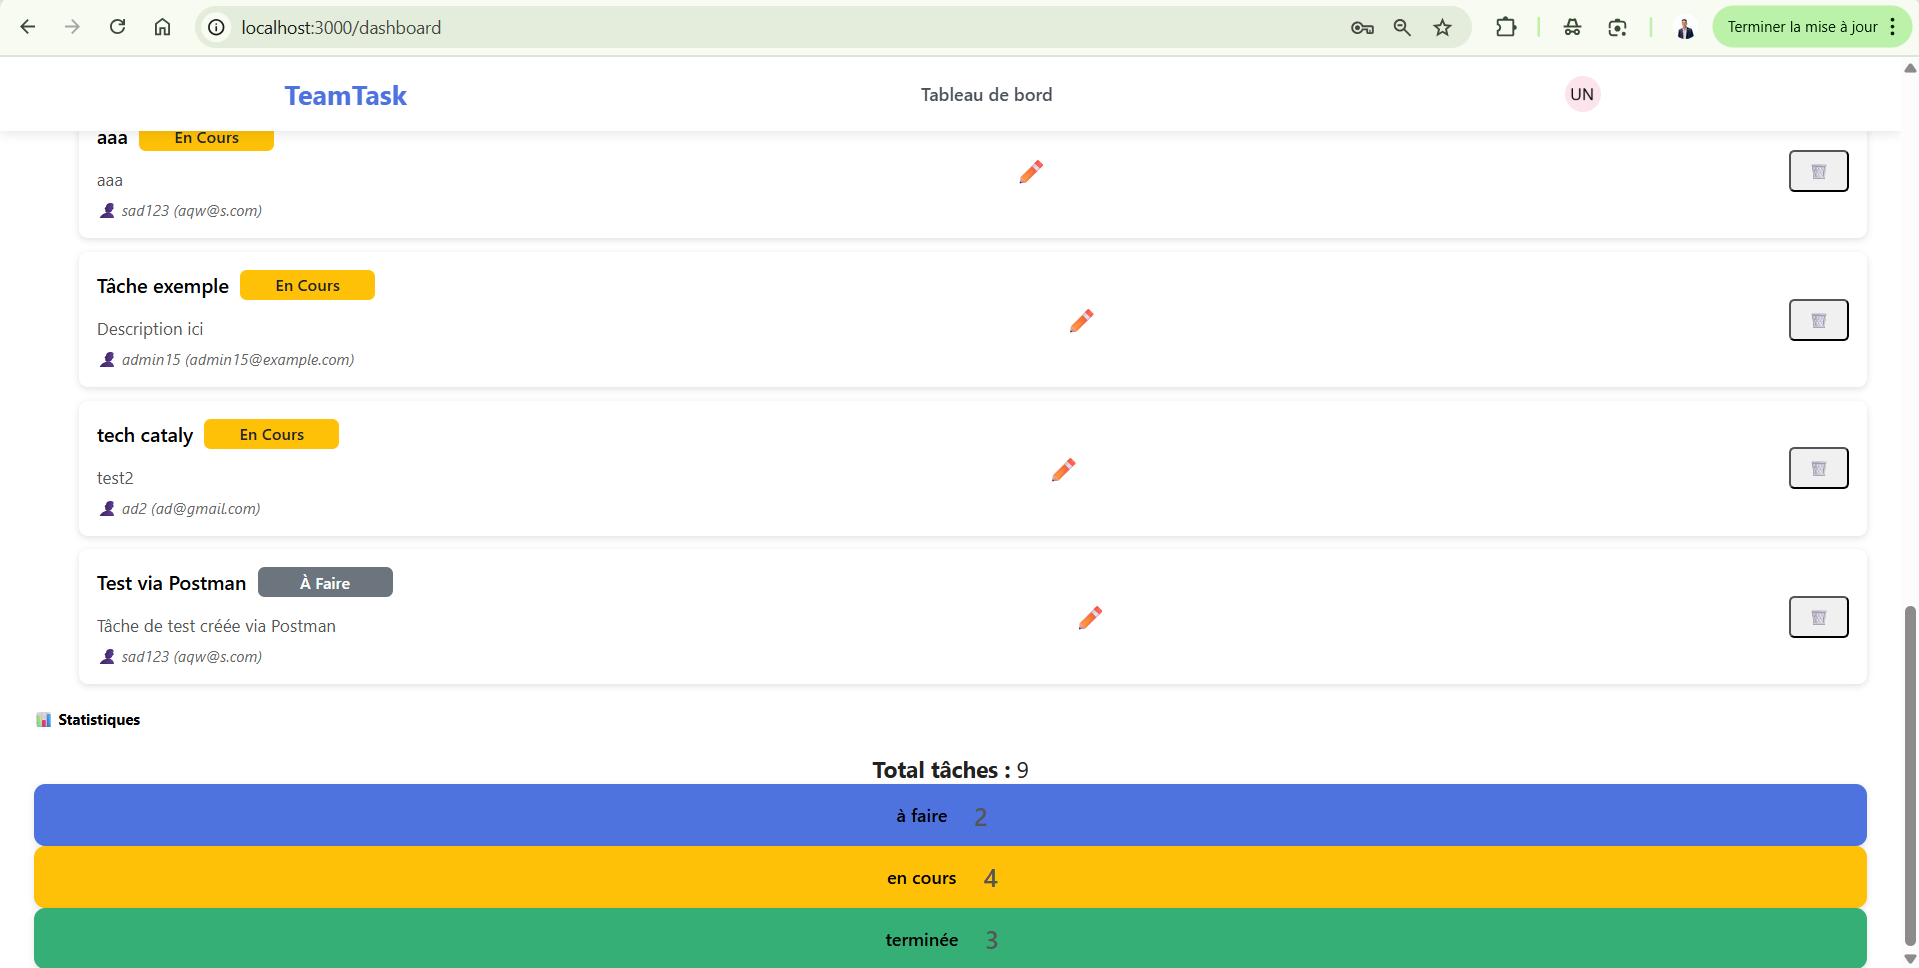 localhost:3000/dashboard
Terminer la mise à jour
TeamTask
Tableau de bord
UN
aaa En Cours
aaa
sad123 (aqw@s.com)
Tâche exemple En Cours
Description ici
admin15 (admin15@example.com)
tech cataly En Cours
test2
ad2 (ad@gmail.com)
Test via Postman À Faire
Tâche de test créée via Postman
sad123 (aqw@s.com)
Statistiques
Total tâches : 9
à faire 2
en cours 4
terminée 3